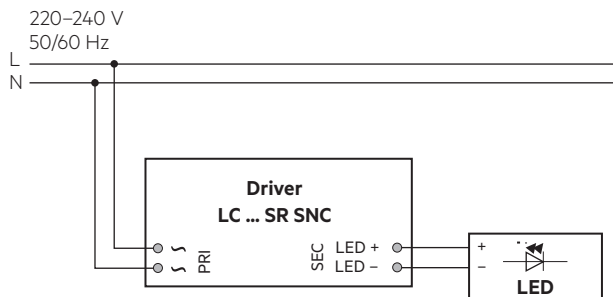 220–240 V
50/60 Hz
L
N
Driver
LC ... SR SNC
~ PRI SEC LED + +
~ LED – –
LED